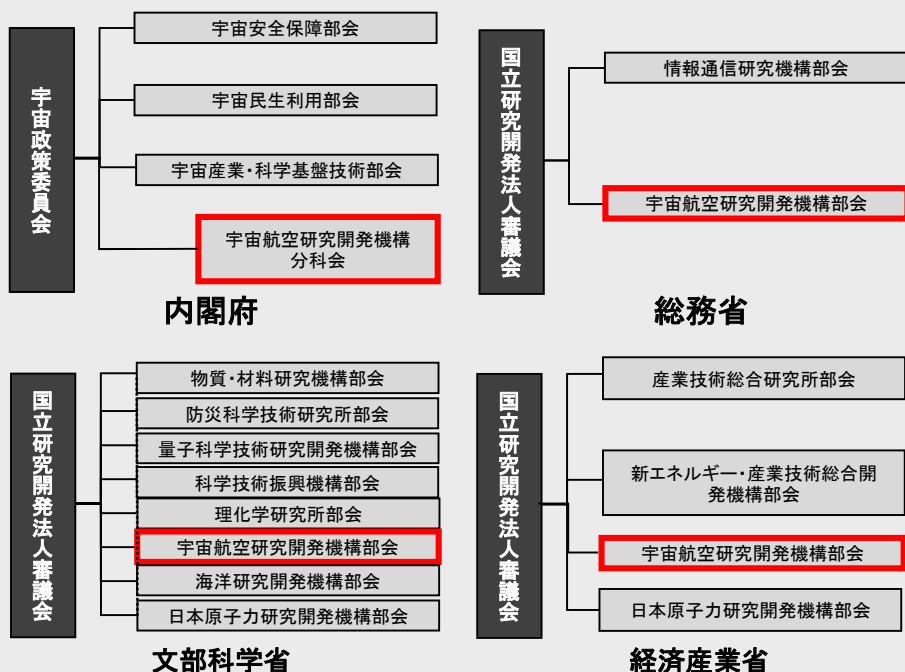 宇宙政策委員会
宇宙安全保障部会
宇宙民生利用部会
宇宙産業・科学基盤技術部会
宇宙航空研究開発機構
分科会
内閣府
国立研究開発法人審議会
情報通信研究機構部会
宇宙航空研究開発機構部会
総務省
国立研究開発法人審議会
物質・材料研究機構部会
防災科学技術研究所部会
量子科学技術研究開発機構部会
科学技術振興機構部会
理化学研究所部会
宇宙航空研究開発機構部会
海洋研究開発機構部会
日本原子力研究開発機構部会
文部科学省
国立研究開発法人審議会
産業技術総合研究所部会
新エネルギー・産業技術総合開
発機構部会
宇宙航空研究開発機構部会
日本原子力研究開発機構部会
経済産業省